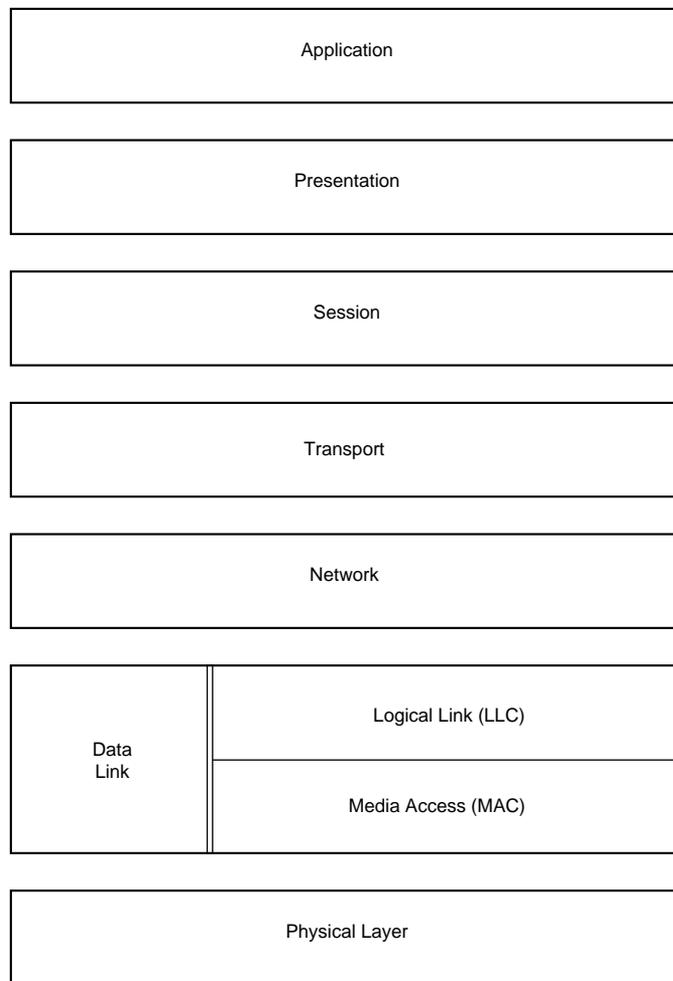 Application
Presentation
Session
Transport
Network
Data
Link
Logical Link (LLC)
Media Access (MAC)
Physical Layer